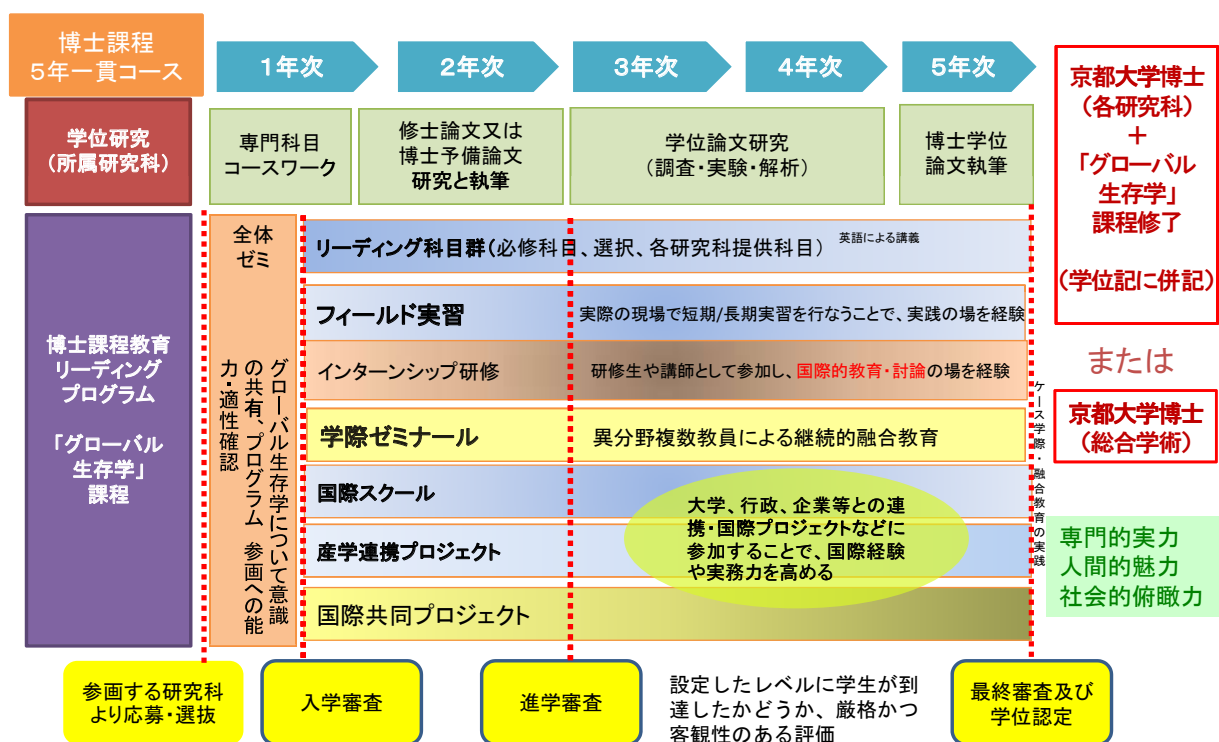 博士課程
5年一貫コース
1年次
2年次
3年次
4年次
5年次
京都大学博士
(各研究科)
+
「グローバル
生存学」
課程修了
(学位記に併記)
または
京都大学博士
(総合学術)
専門的実力
人間的魅力
社会的俯瞰力
学位研究
(所属研究科)
専門科目
コースワーク
修士論文又は
博士予備論文
研究と執筆
学位論文研究
(調査・実験・解析)
博士学位
論文執筆
博士課程教育
リーディング
プログラム
「グローバル
生存学」
課程
全体
ゼミ
グローバル生存学について意識
の共有、プログラム 参画への能
力・適性確認
リーディング科目群(必修科目、選択、各研究科提供科目) 英語による講義
フィールド実習 実際の現場で短期/長期実習を行なうことで、実践の場を経験
インターンシップ研修 研修生や講師として参加し、国際的教育・討論の場を経験
学際ゼミナール 異分野複数教員による継続的融合教育
国際スクール
産学連携プロジェクト
国際共同プロジェクト
大学、行政、企業等との連
携・国際プロジェクトなどに
参加することで、国際経験
や実務力を高める
ケース学際・融合教育の実践
参画する研究科
より応募・選抜
入学審査
進学審査
設定したレベルに学生が到
達したかどうか、厳格かつ
客観性のある評価
最終審査及び
学位認定